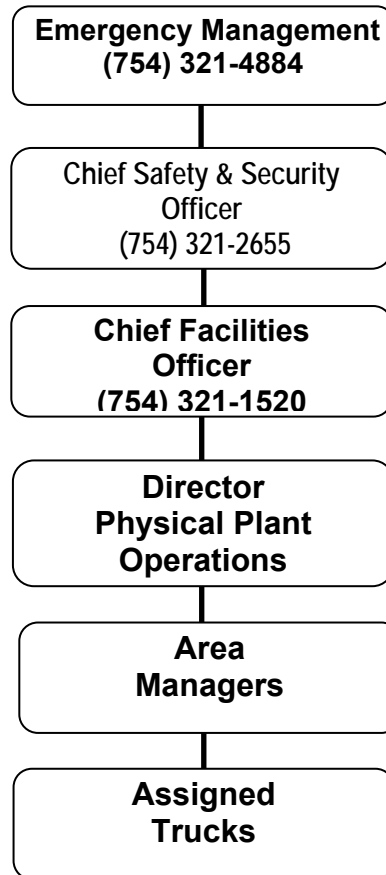 Emergency Management
(754) 321-4884
Chief Safety & Security
Officer
(754) 321-2655
Chief Facilities
Officer
(754) 321-1520
Director
Physical Plant
Operations
Area
Managers
Assigned
Trucks